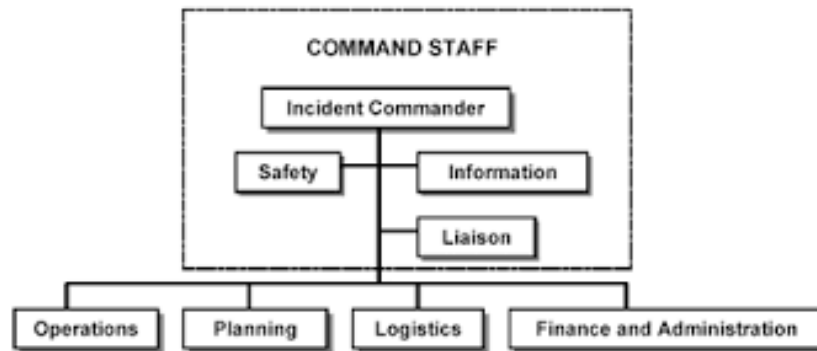 COMMAND STAFF
Incident Commander
Safety
Information
Liaison
Operations
Planning
Logistics
Finance and Administration